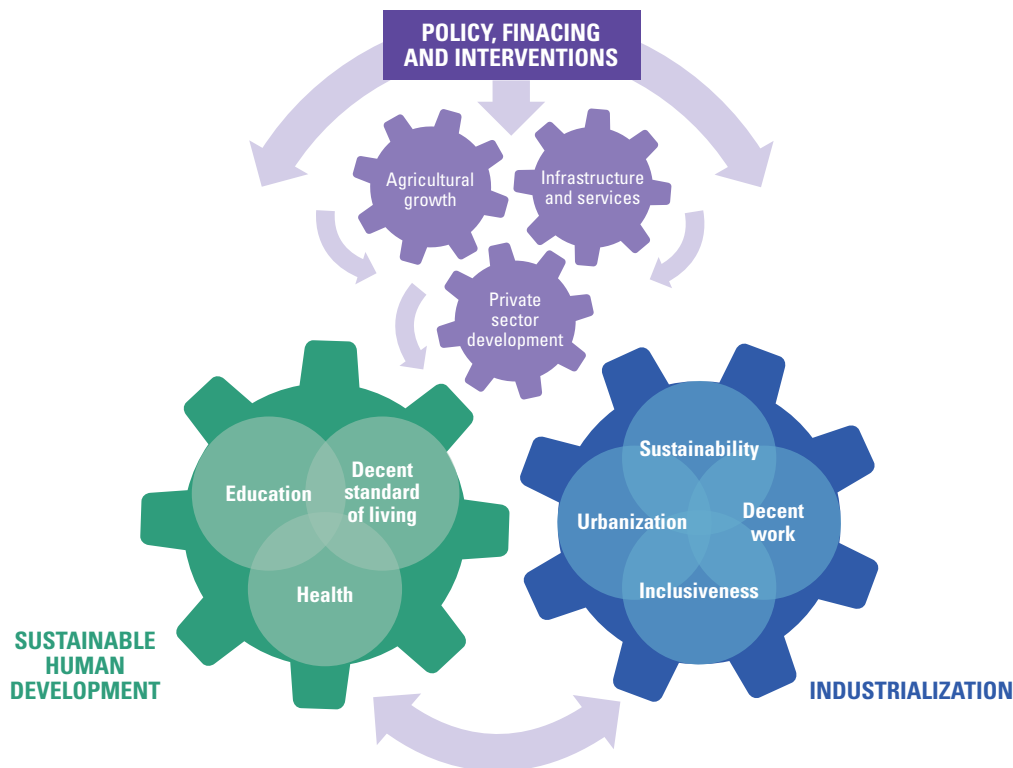 POLICY, FINACING
AND INTERVENTIONS
Agricultural
growth
Infrastructure
and services
Private
sector
development
Education
Decent
standard
of living
Health
Sustainability
Urbanization
Decent
work
Inclusiveness
SUSTAINABLE
HUMAN
DEVELOPMENT
INDUSTRIALIZATION